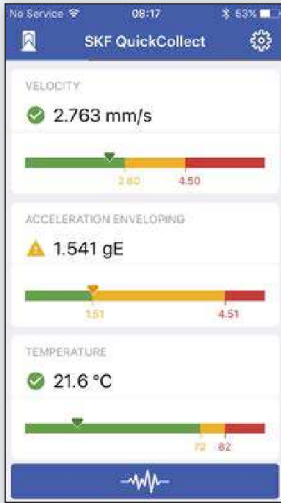 No Service 08:17 53%
SKF QuickCollect
VELOCITY
2.763 mm/s
2.80 4.50
ACCELERATION ENVELOPING
1.541 gE
1.51 4.51
TEMPERATURE
21.6 °C
72 82